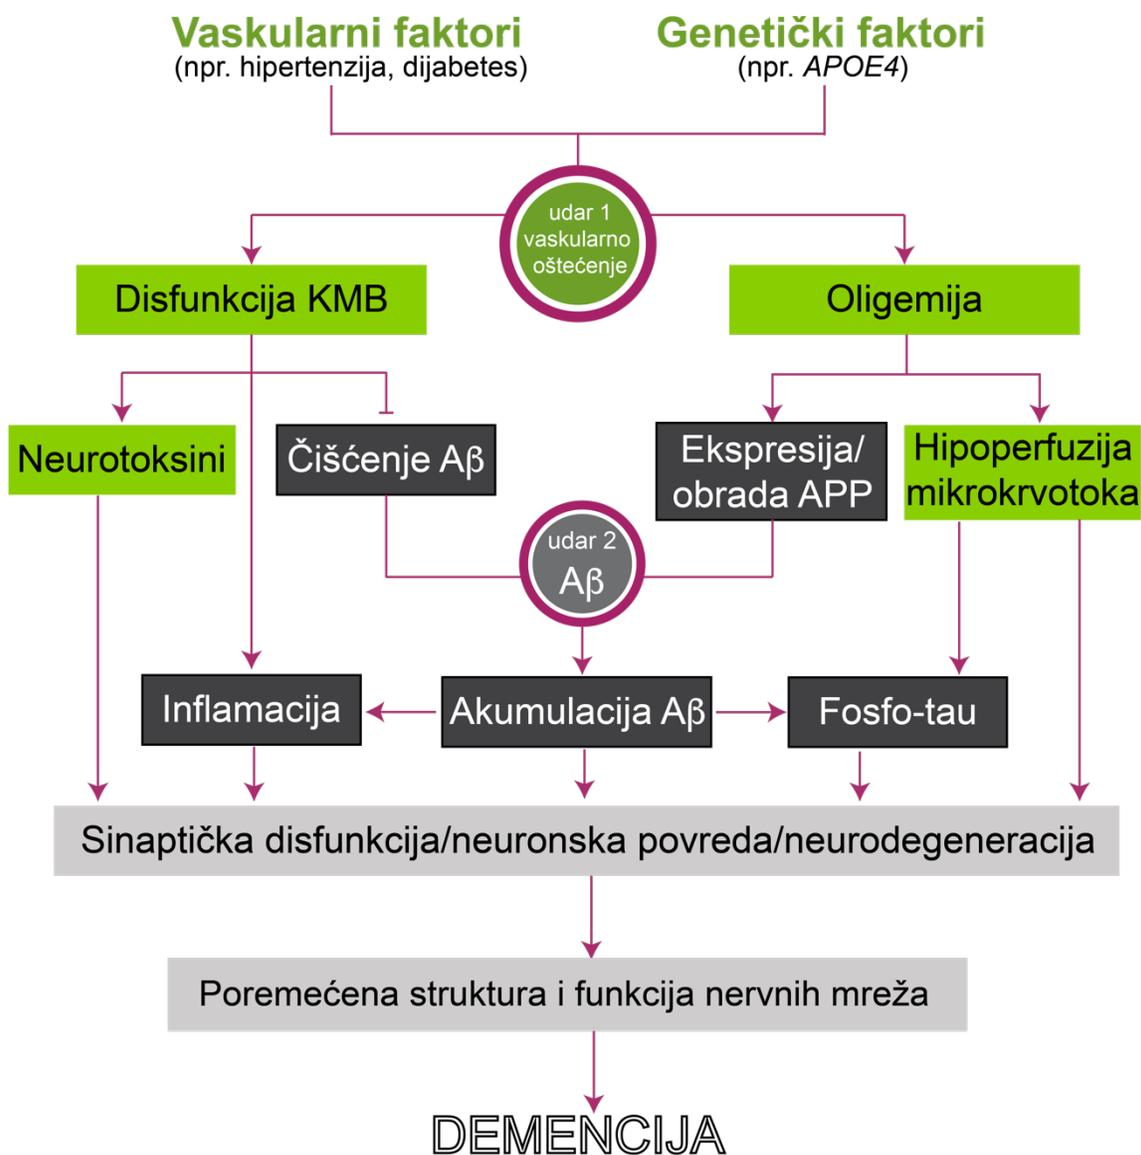 Vaskularni faktori
(npr. hipertenzija, dijabetes)
Genetički faktori
(npr. APOE4)
udar 1
vaskularno
oštećenje
Disfunkcija KMB
Oligemija
Neurotoksini
Čišćenje Aβ
Ekspresija/
obrada APP
Hipoperfuzija
mikrokrvotoka
udar 2
Aβ
Inflamacija
Akumulacija Aβ
Fosfo-tau
Sinaptička disfunkcija/neuronska povreda/neurodegeneracija
Poremećena struktura i funkcija nervnih mreža
DEMENCIJA